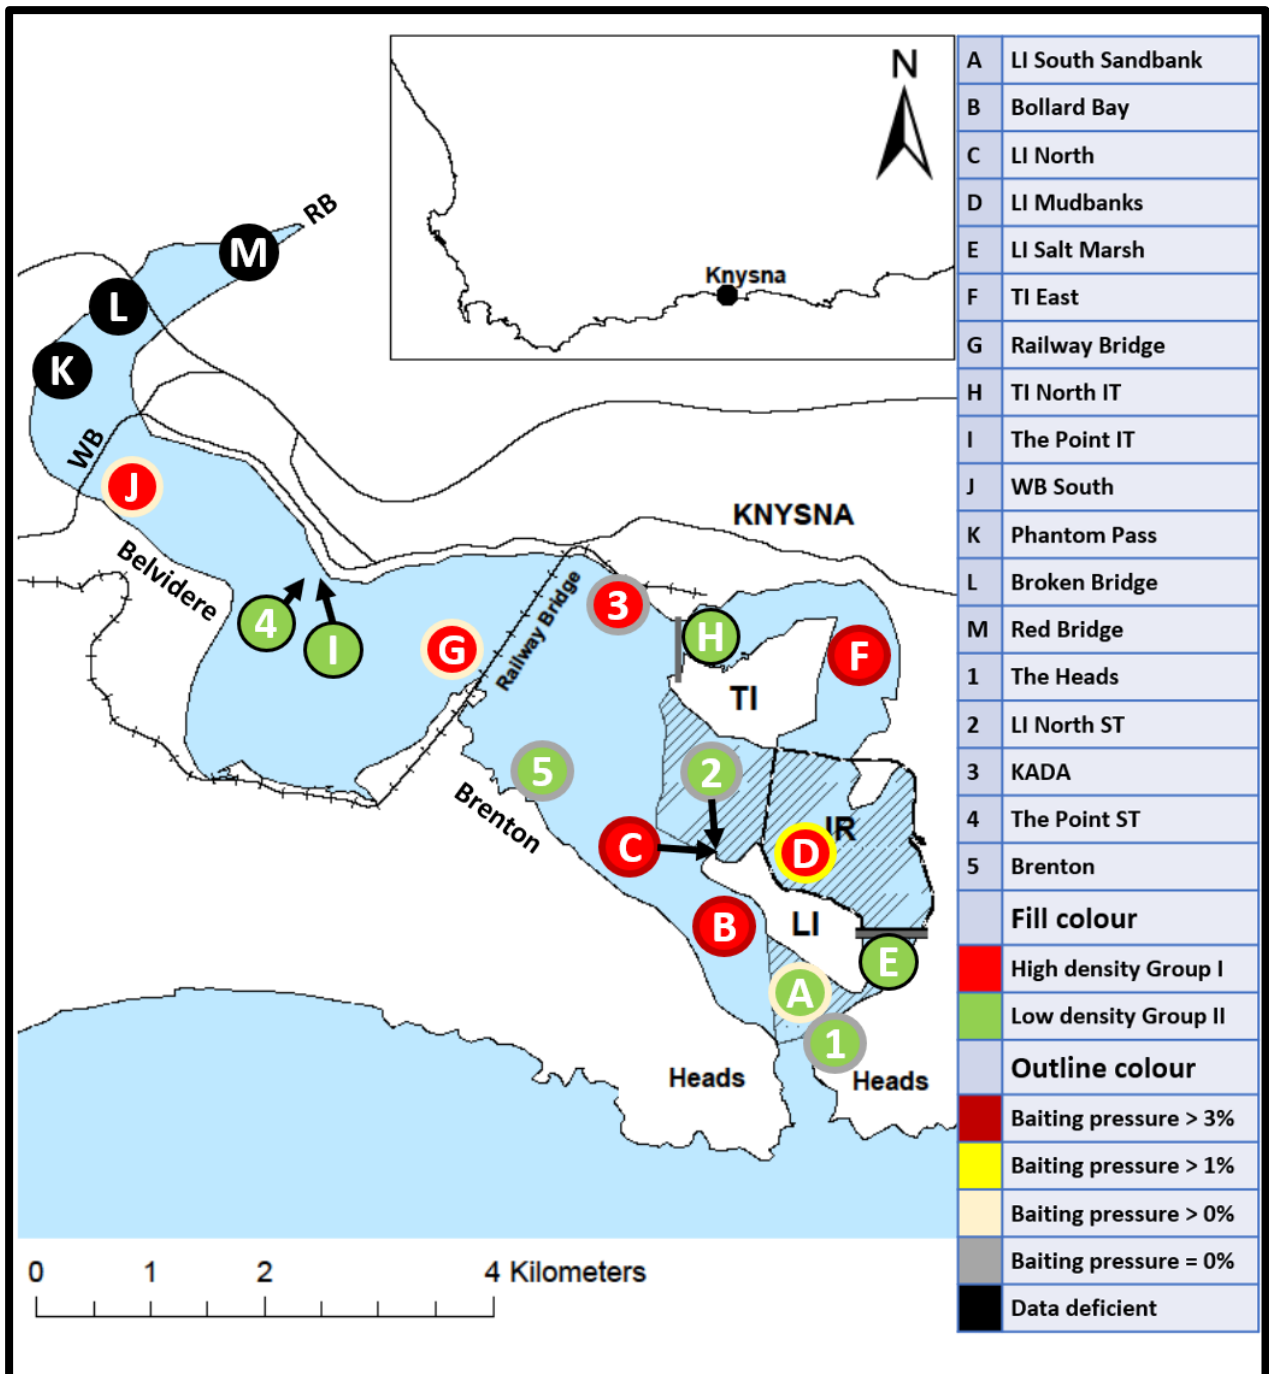 N
Knysna
RB
M
L
K
WB
J
Belvidere
KNYSNA
4
I
G
Railway Bridge
3
H
F
TI
5
2
Brenton
C
D
IR
B
LI
E
A
1
Heads
Heads
0 1 2 4 Kilometers
A LI South Sandbank
B Bollard Bay
C LI North
D LI Mudbanks
E LI Salt Marsh
F TI East
G Railway Bridge
H TI North IT
I The Point IT
J WB South
K Phantom Pass
L Broken Bridge
M Red Bridge
1 The Heads
2 LI North ST
3 KADA
4 The Point ST
5 Brenton
Fill colour
High density Group I
Low density Group II
Outline colour
Baiting pressure > 3%
Baiting pressure > 1%
Baiting pressure > 0%
Baiting pressure = 0%
Data deficient